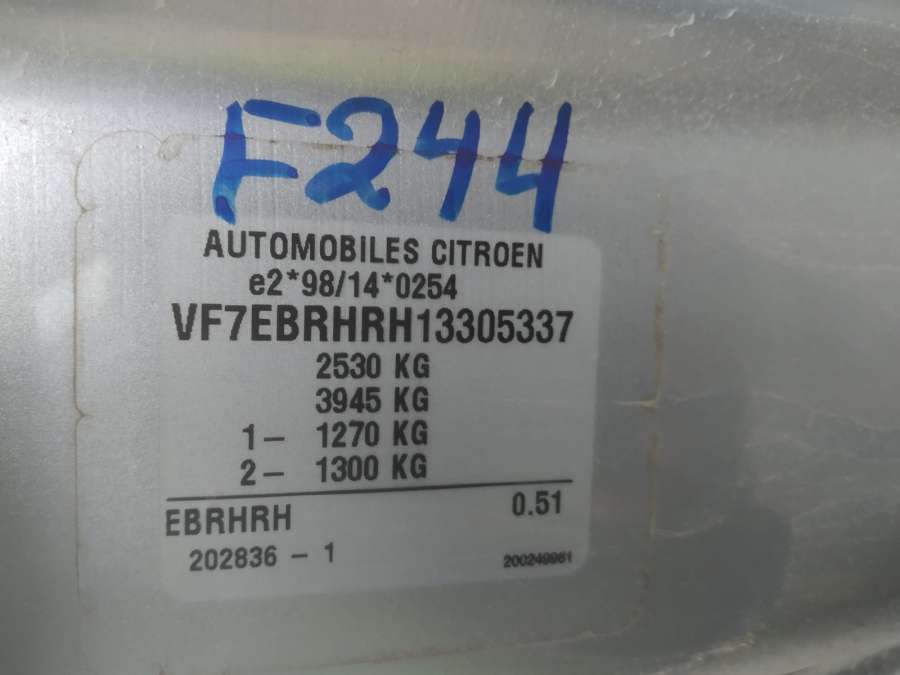 F244
AUTOMOBILES CITROEN
e2*98/14*0254
VF7EBRHRH13305337
2530 KG
3945 KG
1- 1270 KG
2- 1300 KG
EBRHRH 0.51
202836 - 1 200249961